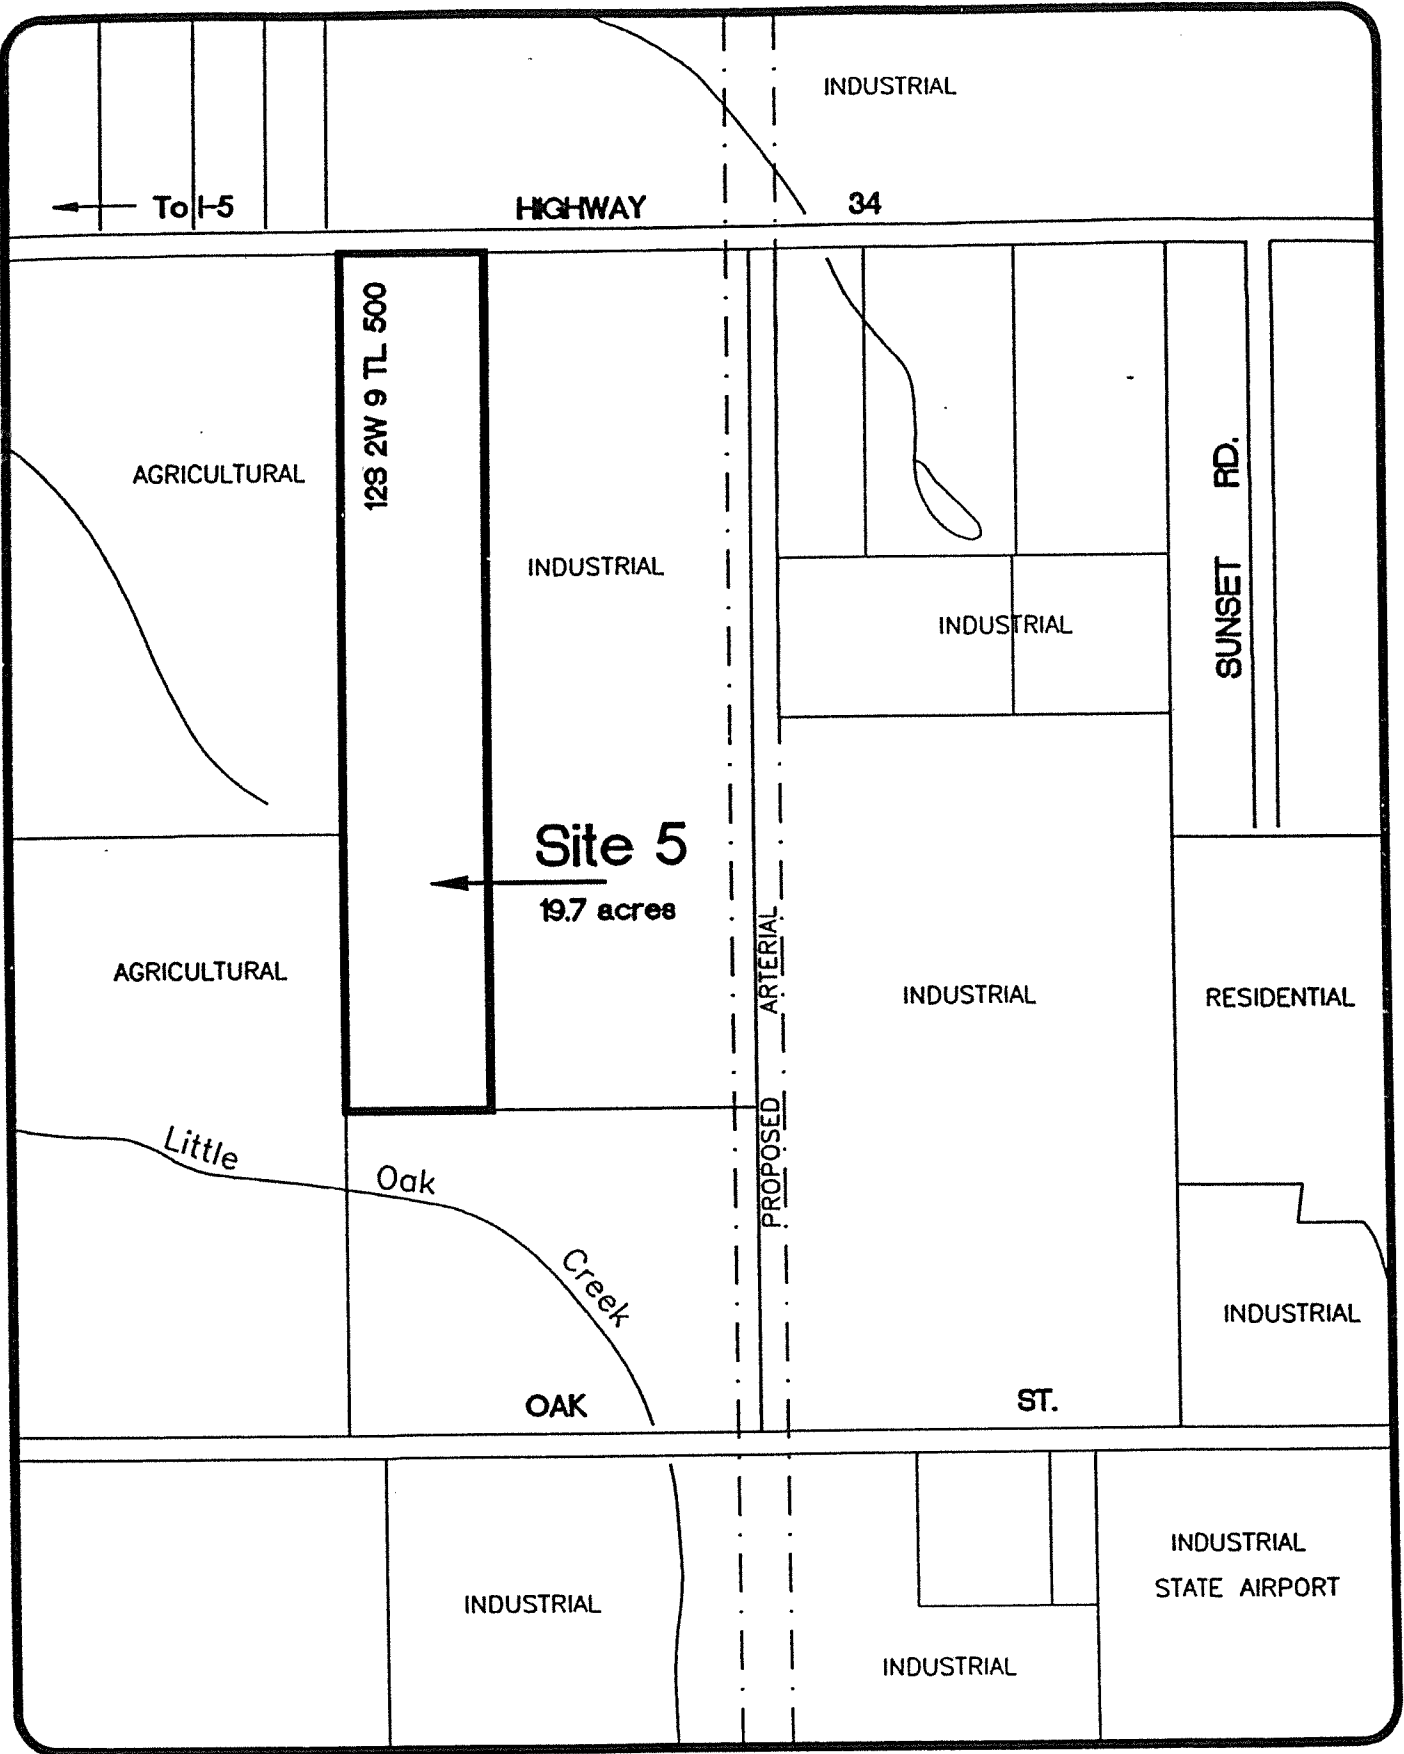 INDUSTRIAL
To I-5
HIGHWAY 34
12S 2W 9 TL 500
AGRICULTURAL
INDUSTRIAL
INDUSTRIAL
SUNSET RD.
Site 5
19.7 acres
AGRICULTURAL
PROPOSED ARTERIAL
INDUSTRIAL
RESIDENTIAL
Little Oak Creek
INDUSTRIAL
OAK ST.
INDUSTRIAL
STATE AIRPORT
INDUSTRIAL
INDUSTRIAL